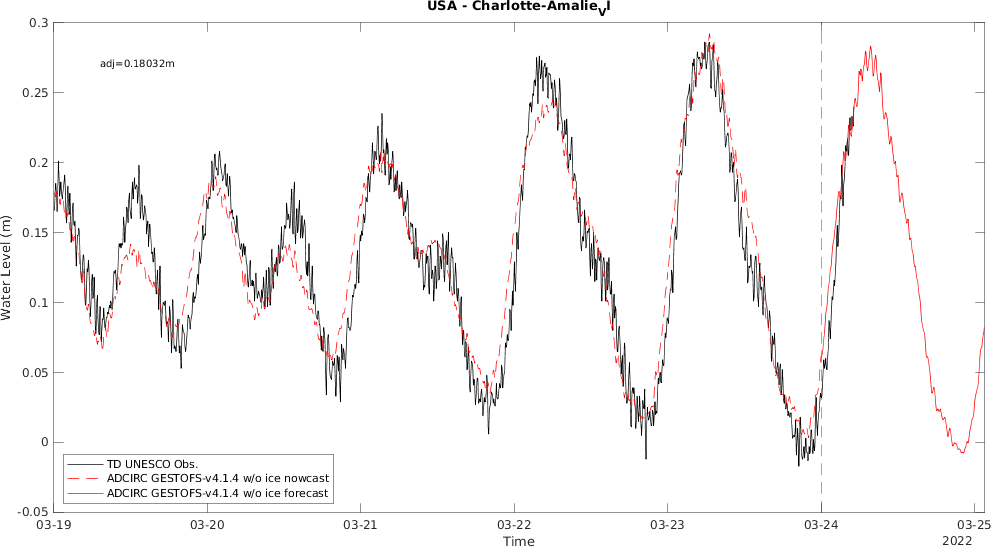 USA - Charlotte-Amalie_VI
adj=0.18032m
0.3
0.25
0.2
0.15
0.1
0.05
0
-0.05
Water Level (m)
TD UNESCO Obs.
ADCIRC GESTOFS-v4.1.4 w/o ice nowcast
ADCIRC GESTOFS-v4.1.4 w/o ice forecast
03-19 03-20 03-21 03-22 03-23 03-24 03-25
Time 2022